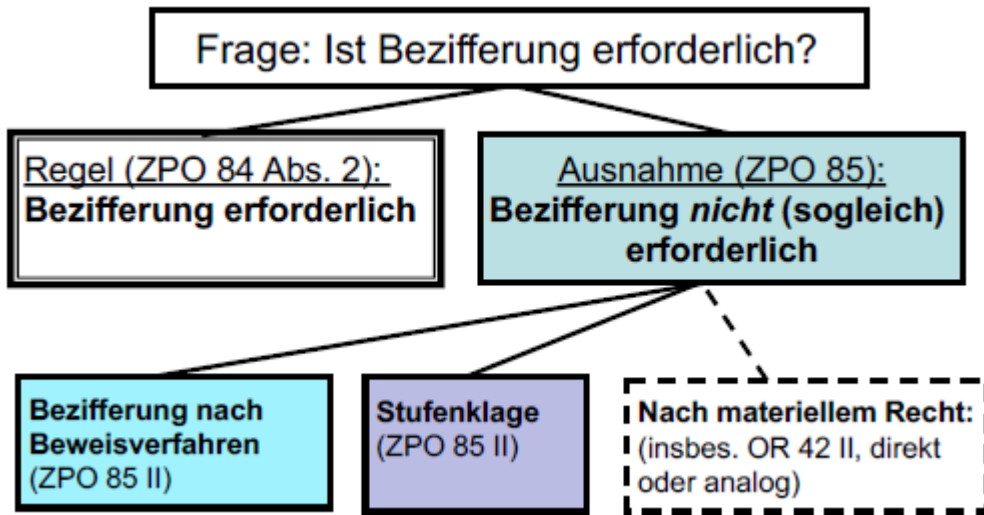 Frage: Ist Bezifferung erforderlich?
Regel (ZPO 84 Abs. 2):
Bezifferung erforderlich
Ausnahme (ZPO 85):
Bezifferung nicht (sogleich)
erforderlich
Bezifferung nach
Beweisverfahren
(ZPO 85 II)
Stufenklage
(ZPO 85 II)
Nach materiellem Recht:
(insbes. OR 42 II, direkt
oder analog)